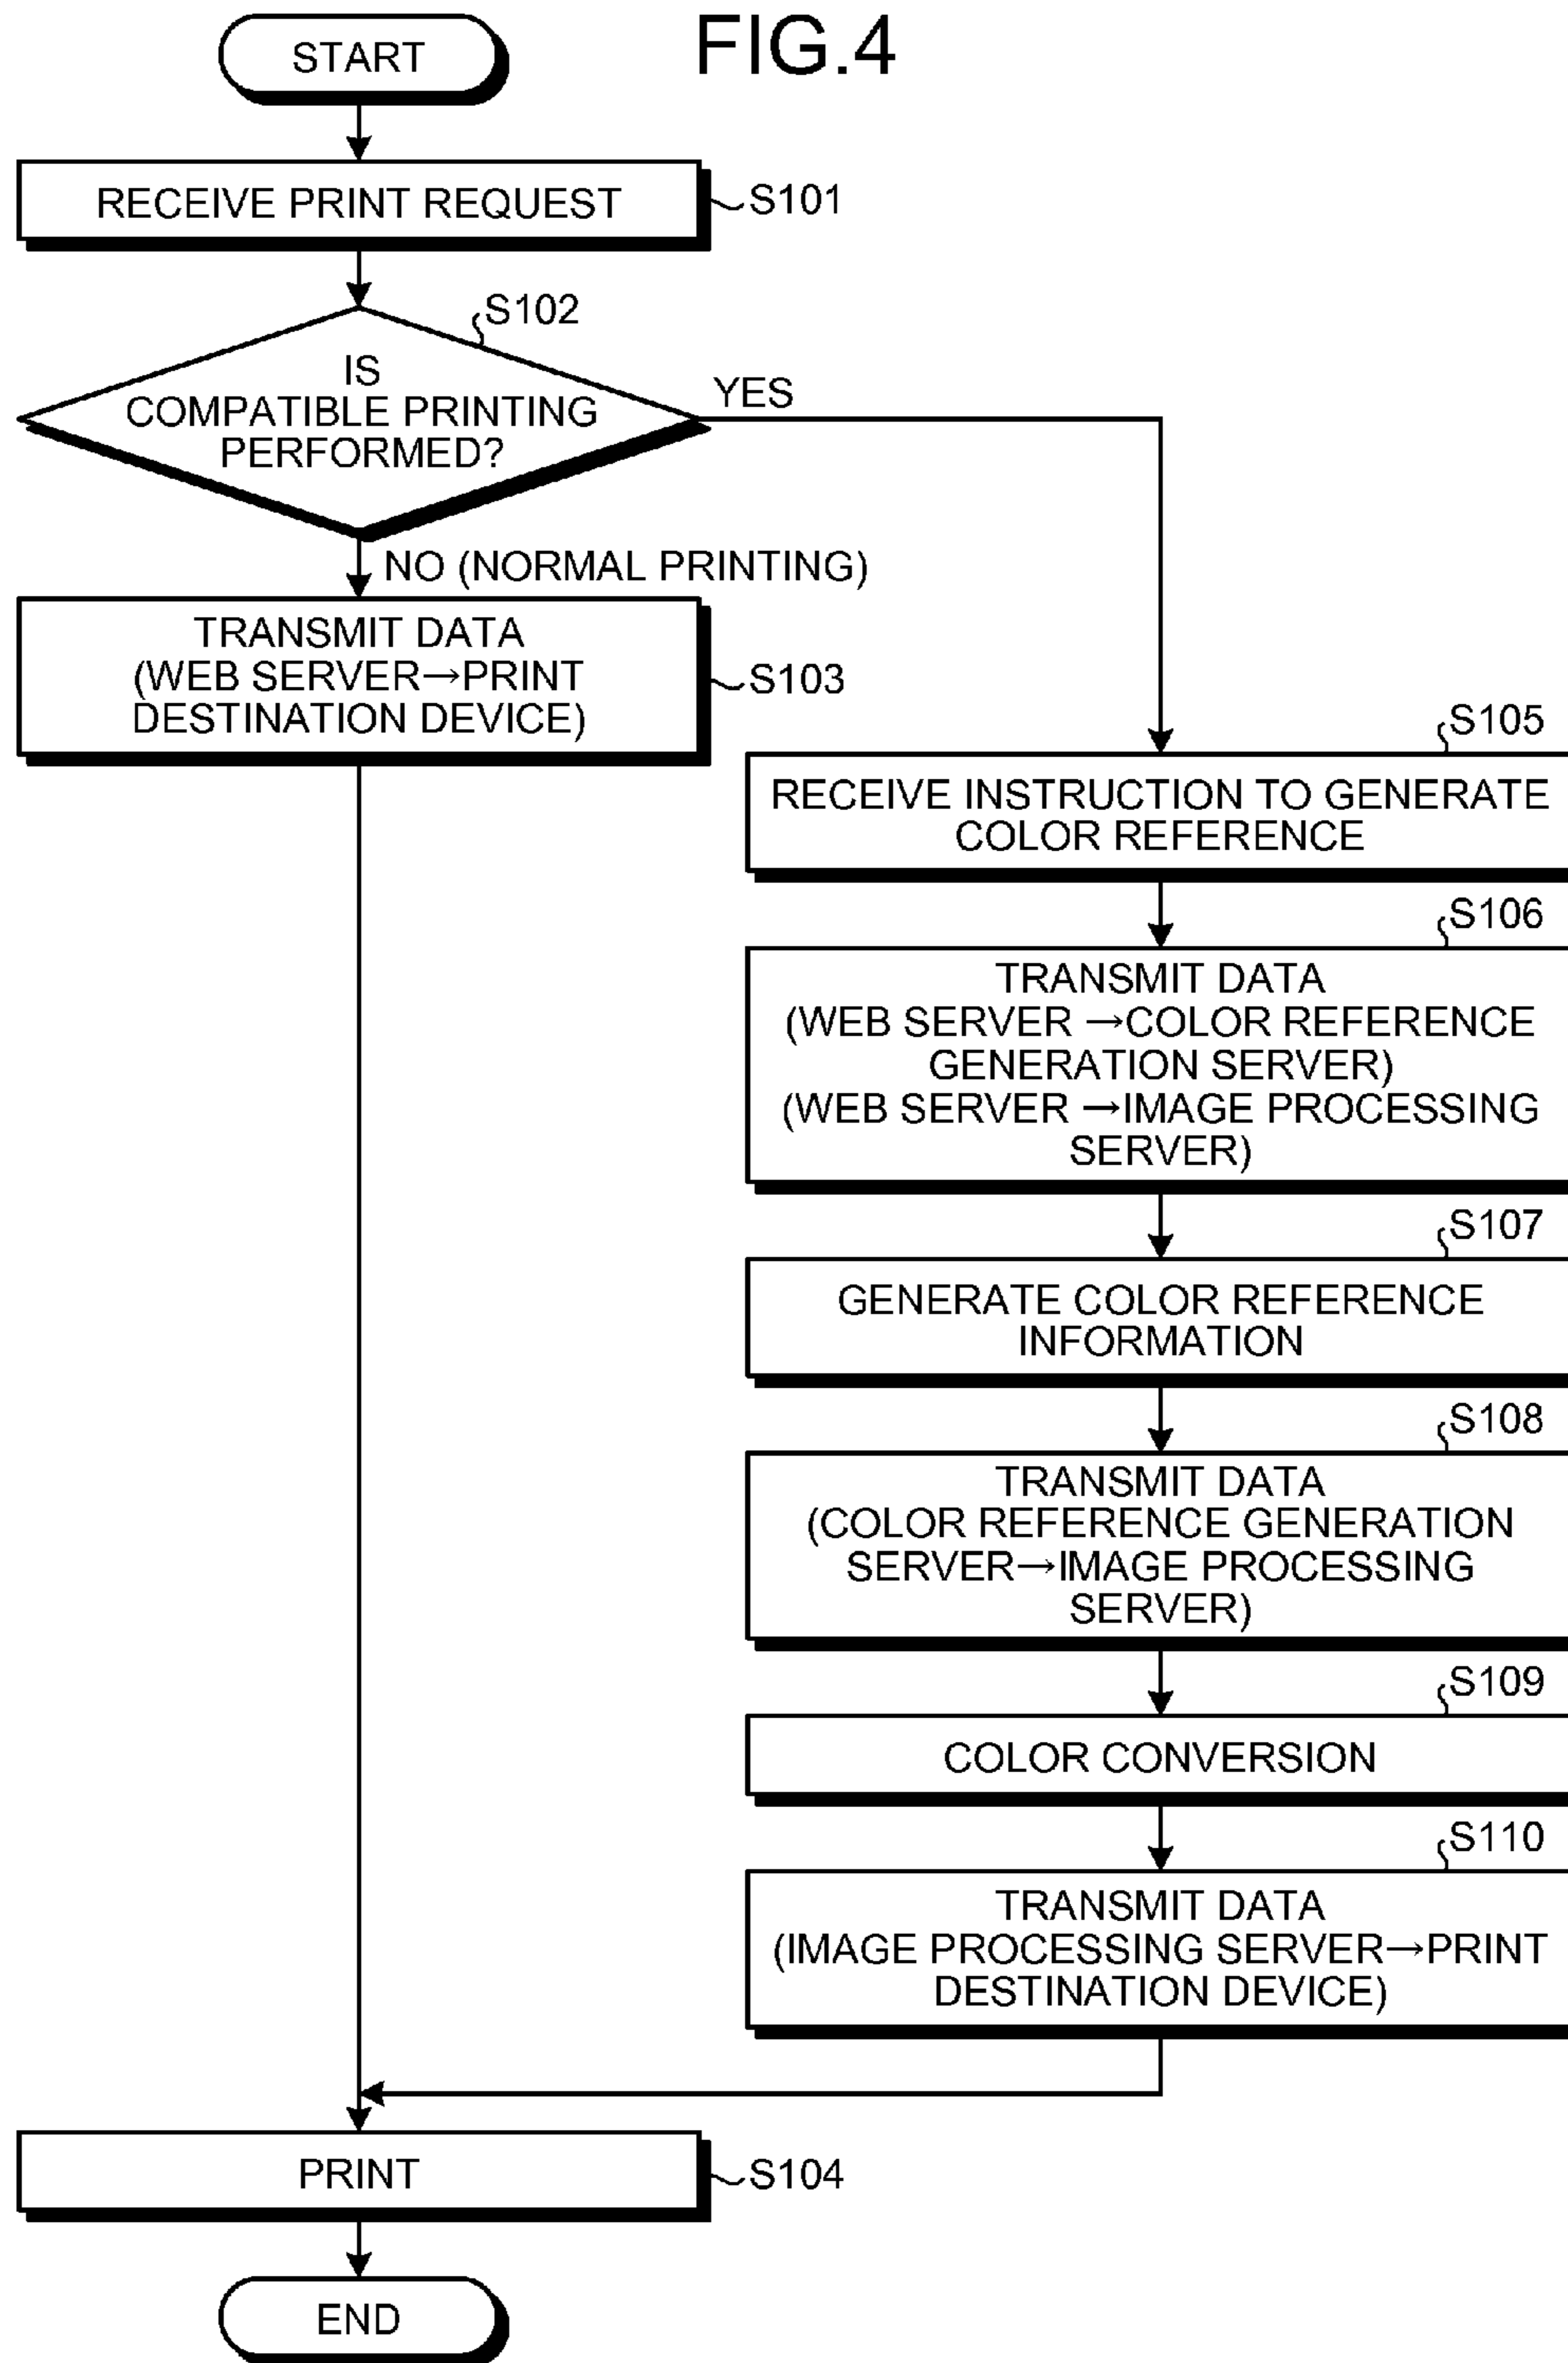 FIG.4
START
RECEIVE PRINT REQUEST
S101
S102
IS
COMPATIBLE PRINTING
PERFORMED?
YES
NO (NORMAL PRINTING)
TRANSMIT DATA
(WEB SERVER→PRINT
DESTINATION DEVICE)
S103
S105
RECEIVE INSTRUCTION TO GENERATE
COLOR REFERENCE
S106
TRANSMIT DATA
(WEB SERVER →COLOR REFERENCE
GENERATION SERVER)
(WEB SERVER →IMAGE PROCESSING
SERVER)
S107
GENERATE COLOR REFERENCE
INFORMATION
S108
TRANSMIT DATA
(COLOR REFERENCE GENERATION
SERVER→IMAGE PROCESSING
SERVER)
S109
COLOR CONVERSION
S110
TRANSMIT DATA
(IMAGE PROCESSING SERVER→PRINT
DESTINATION DEVICE)
PRINT
S104
END